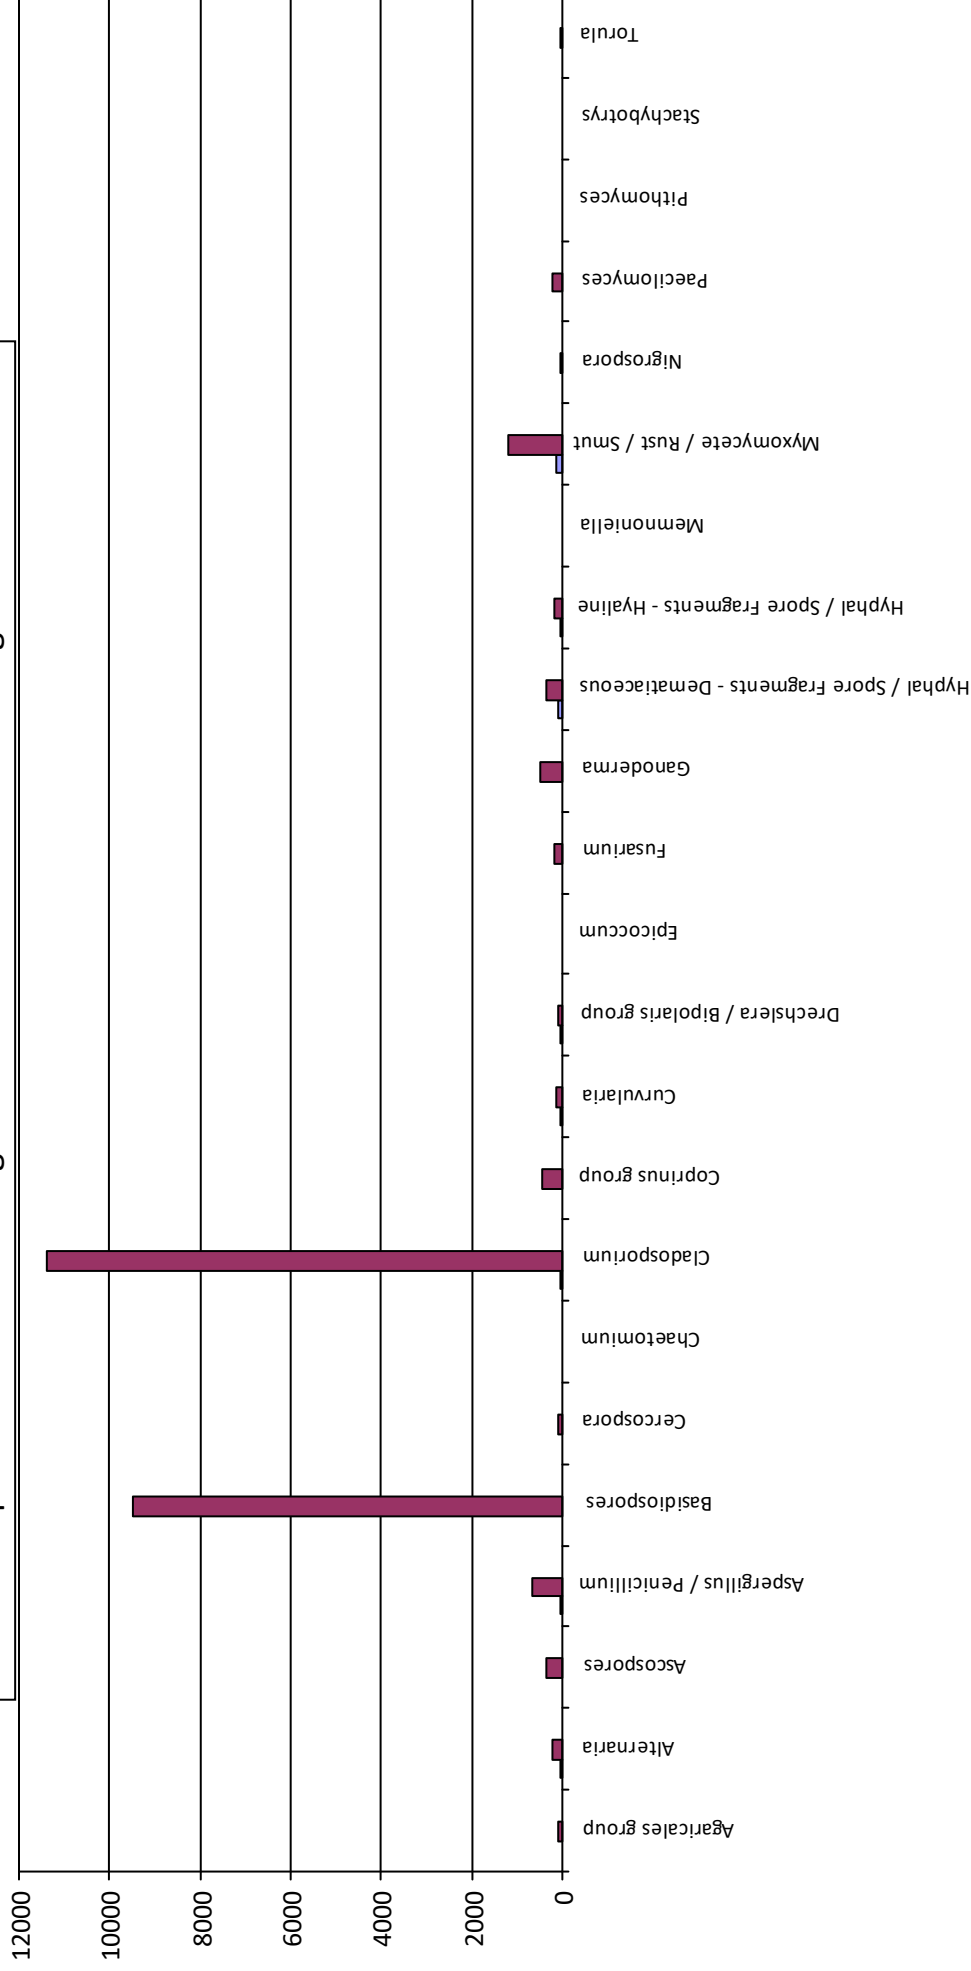 12000
10000
8000
6000
4000
2000
0
Agaricales group
Alternaria
Ascospores
Aspergillus / Penicillium
Basidiospores
Cercospora
Chaetomium
Cladosporium
Coprinus group
Curvularia
Drechslera / Bipolaris group
Epicoccum
Fusarium
Ganoderma
Hyphal / Spore Fragments - Dematiaceous
Hyphal / Spore Fragments - Hyaline
Memnoniella
Myxomycete / Rust / Smut
Nigrospora
Paecilomyces
Pithomyces
Stachybotrys
Torula